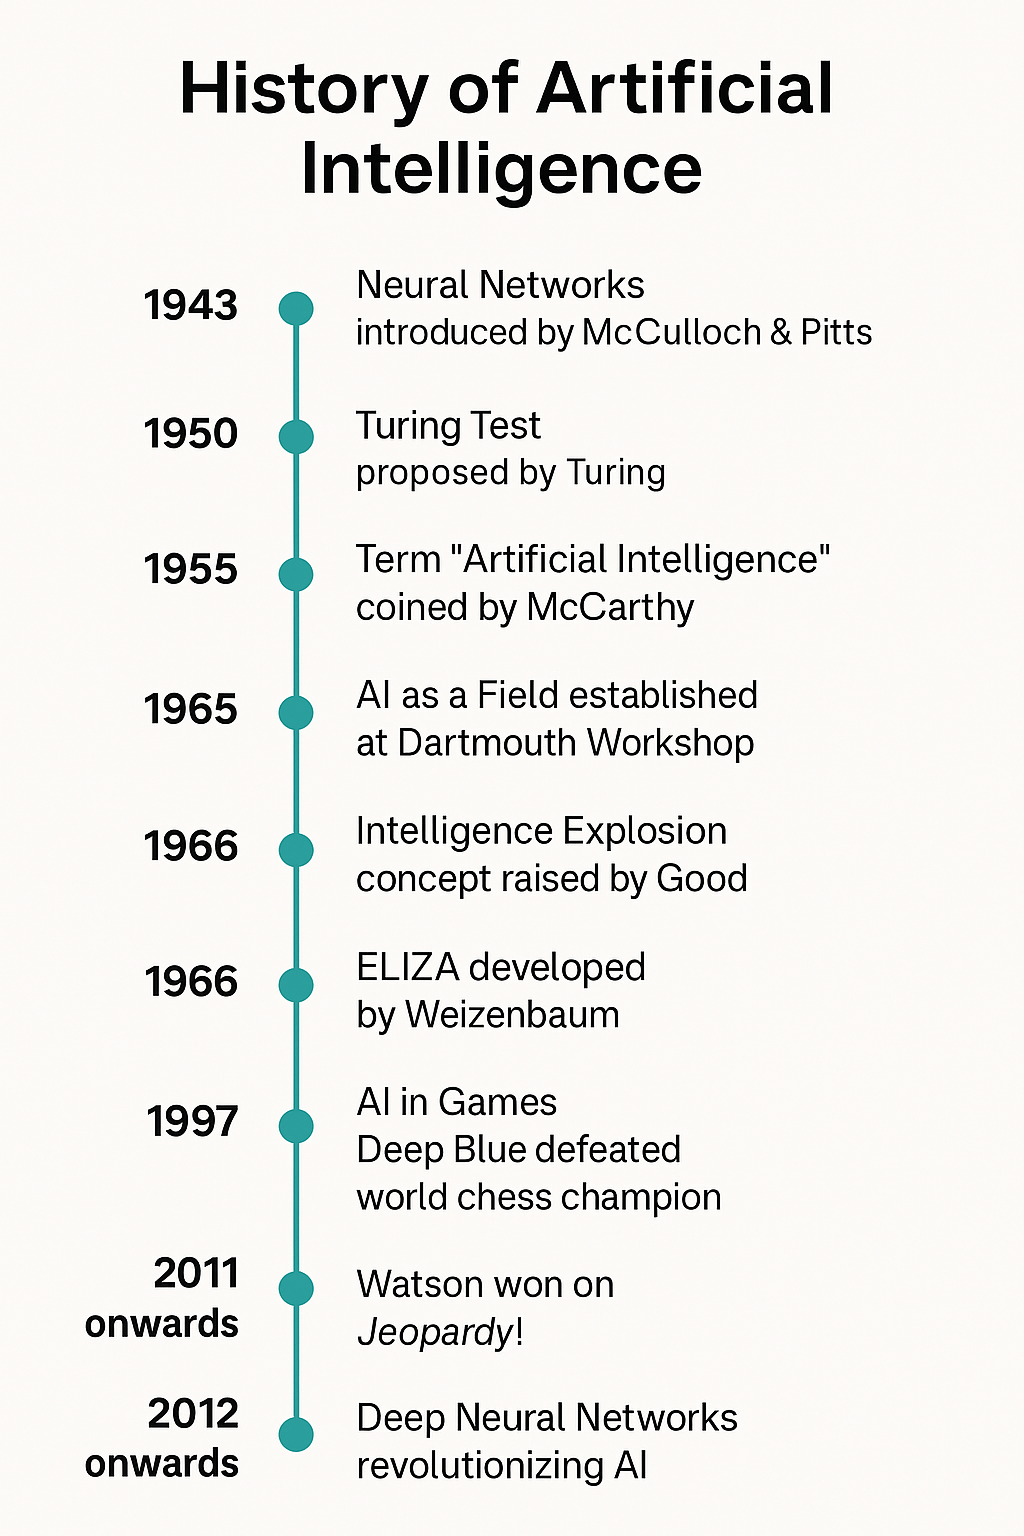 History of Artificial
Intelligence
1943
Neural Networks
introduced by McCulloch & Pitts
1950
Turing Test
proposed by Turing
1955
Term "Artificial Intelligence"
coined by McCarthy
1965
AI as a Field established
at Dartmouth Workshop
1966
Intelligence Explosion
concept raised by Good
1966
ELIZA developed
by Weizenbaum
1997
AI in Games
Deep Blue defeated
world chess champion
2011
onwards
Watson won on
Jeopardy!
2012
onwards
Deep Neural Networks
revolutionizing AI